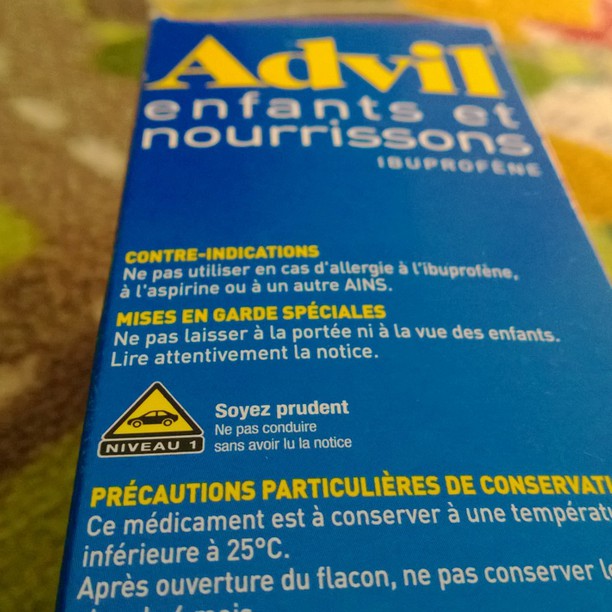 Advil
enfants et
nourrissons
IBUPROFÈNE
CONTRE-INDICATIONS
Ne pas utiliser en cas d'allergie à l'ibuprofène,
à l'aspirine ou à un autre AINS.
MISES EN GARDE SPÉCIALES
Ne pas laisser à la portée ni à la vue des enfants.
Lire attentivement la notice.
NIVEAU 1
Soyez prudent
Ne pas conduire
sans avoir lu la notice
PRÉCAUTIONS PARTICULIÈRES DE CONSERVATI
Ce médicament est à conserver à une températu
inférieure à 25°C.
Après ouverture du flacon, ne pas conserver